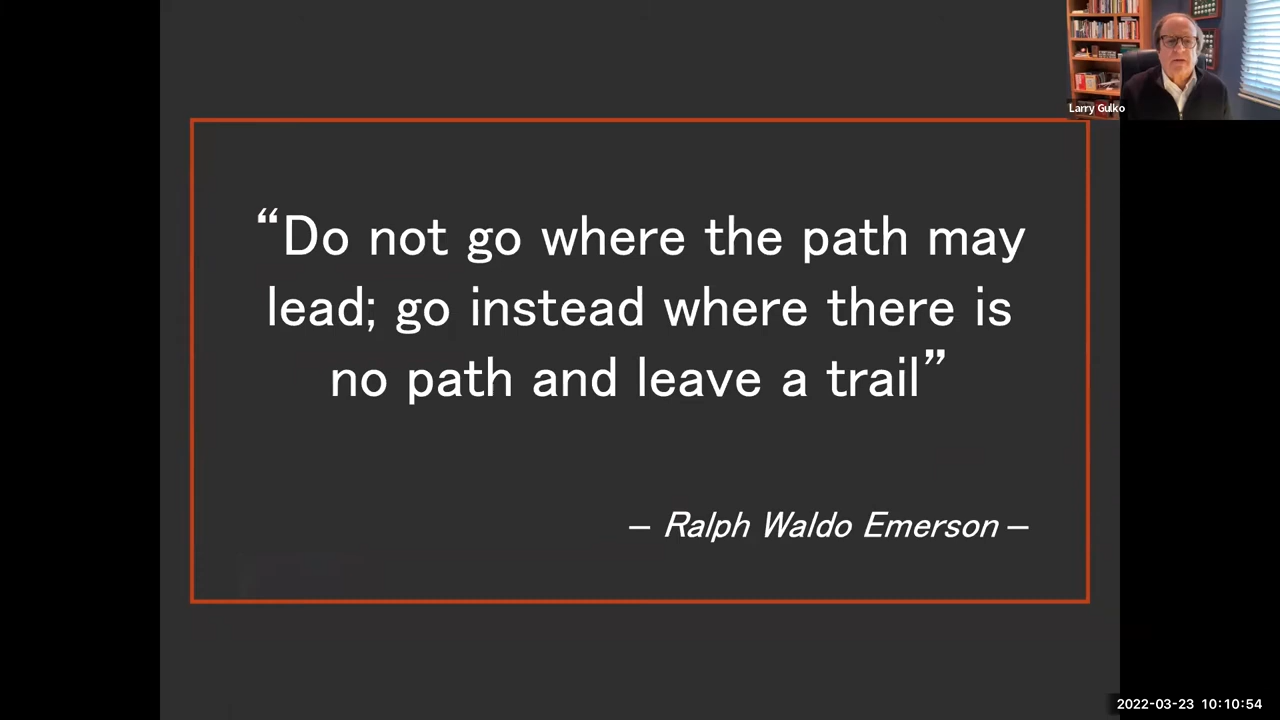 Larry Gulko
“Do not go where the path may
lead; go instead where there is
no path and leave a trail”
– Ralph Waldo Emerson –
2022-03-23 10:10:54